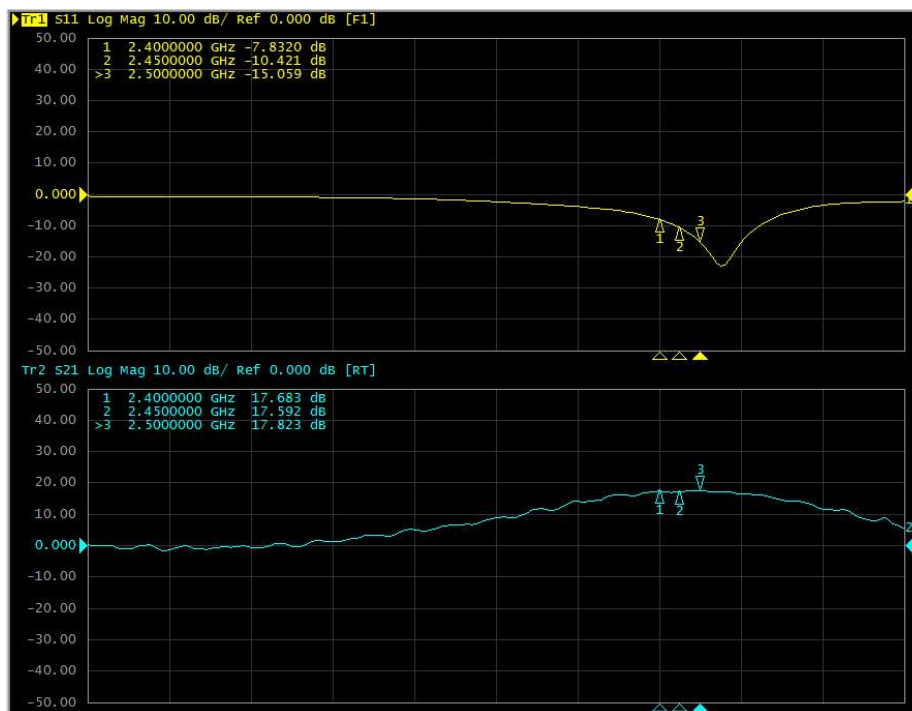 Tr1 S11 Log Mag 10.00 dB/ Ref 0.000 dB [F1]
50.00
1 2.4000000 GHz -7.8320 dB
40.00
2 2.4500000 GHz -10.421 dB
>3 2.5000000 GHz -15.059 dB
30.00
20.00
10.00
0.000
1
-10.00
1 2 3
-20.00
-30.00
-40.00
-50.00
Tr2 S21 Log Mag 10.00 dB/ Ref 0.000 dB [RT]
50.00
1 2.4000000 GHz 17.683 dB
40.00
2 2.4500000 GHz 17.592 dB
>3 2.5000000 GHz 17.823 dB
30.00
20.00
1 2 3
10.00
2
0.000
-10.00
-20.00
-30.00
-40.00
-50.00